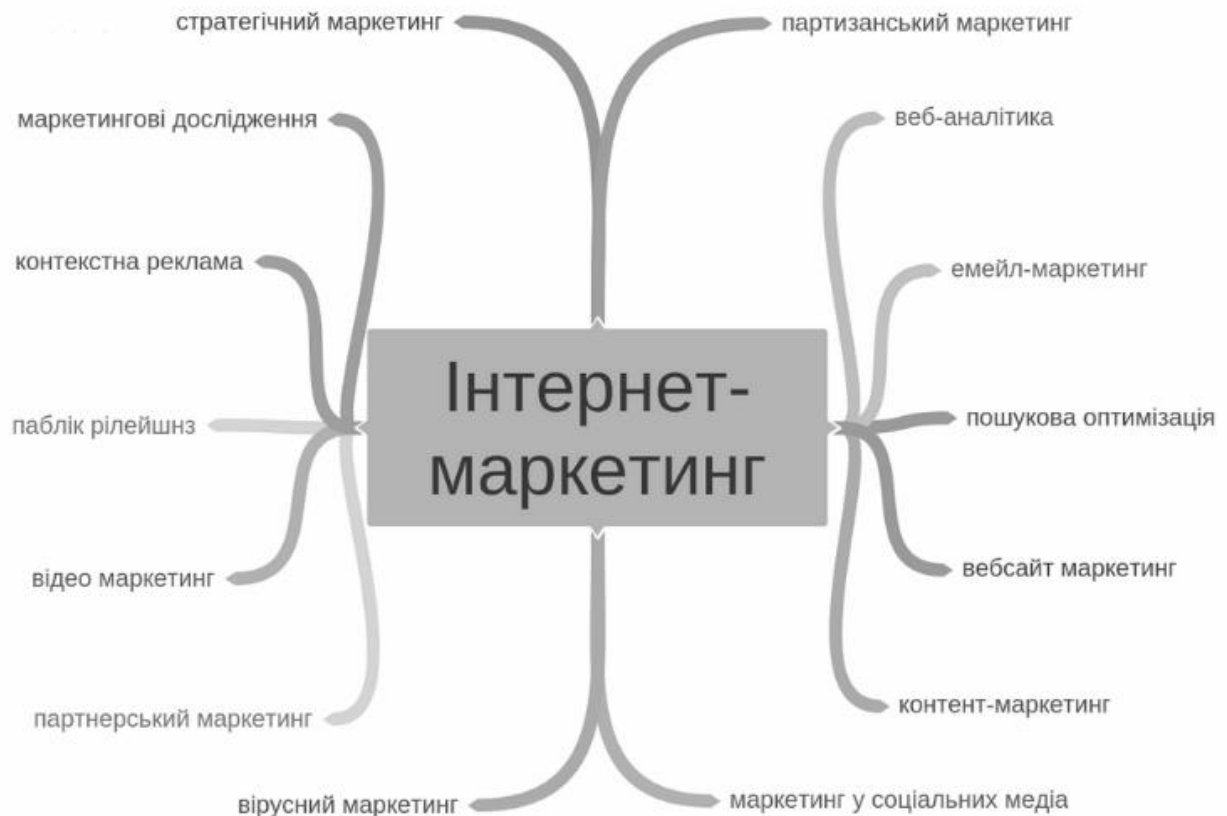 стратегічний маркетинг
партизанський маркетинг
маркетингові дослідження
веб-аналітика
контекстна реклама
емейл-маркетинг
Інтернет-
маркетинг
паблік рілейшнз
пошукова оптимізація
відео маркетинг
вебсайт маркетинг
партнерський маркетинг
контент-маркетинг
вірусний маркетинг
маркетинг у соціальних медіа